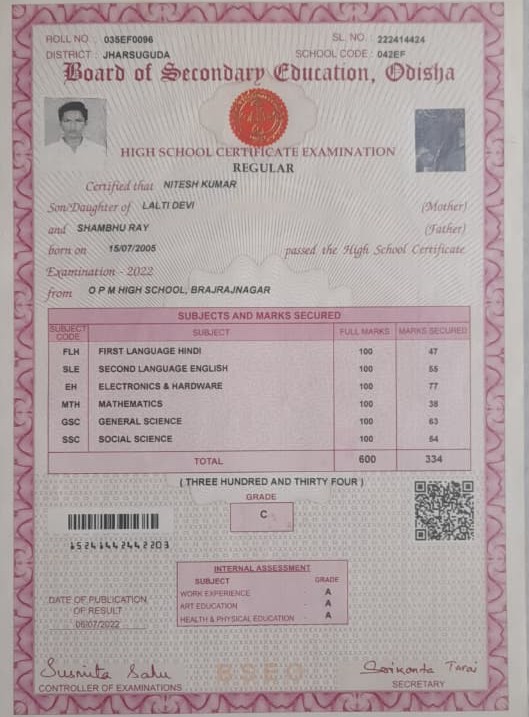 ROLL NO : 035EF0096 SL. NO. : 222414424
DISTRICT : JHARSUGUDA SCHOOL CODE : 042EF
Board of Secondary Education, Odisha
HIGH SCHOOL CERTIFICATE EXAMINATION
REGULAR
Certified that NITESH KUMAR
Son/Daughter of LALTI DEVI (Mother)
and SHAMBHU RAY (Father)
born on 15/07/2005 passed the High School Certificate
Examination - 2022
from O P M HIGH SCHOOL, BRAJRAJNAGAR
SUBJECTS AND MARKS SECURED
SUBJECT CODE SUBJECT FULL MARKS MARKS SECURED
FLH FIRST LANGUAGE HINDI 100 47
SLE SECOND LANGUAGE ENGLISH 100 55
EH ELECTRONICS & HARDWARE 100 77
MTH MATHEMATICS 100 38
GSC GENERAL SCIENCE 100 63
SSC SOCIAL SCIENCE 100 54
TOTAL 600 334
( THREE HUNDRED AND THIRTY FOUR )
GRADE
C
INTERNAL ASSESSMENT
SUBJECT GRADE
WORK EXPERIENCE A
ART EDUCATION A
HEALTH & PHYSICAL EDUCATION A
DATE OF PUBLICATION
OF RESULT
06/07/2022
BSEO
Susmita Sahu
CONTROLLER OF EXAMINATIONS
Srikanta Tarai
SECRETARY